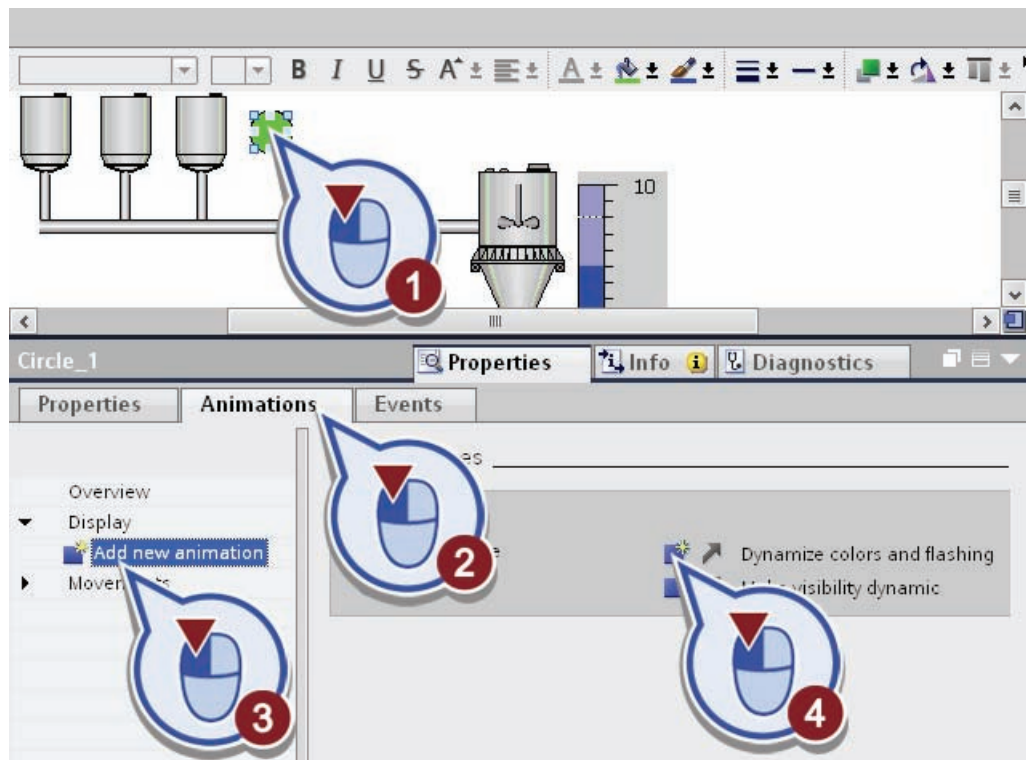 B I U S A
10
1
Circle_1
Properties Info Diagnostics
Properties Animations Events
Overview
Display
Add new animation
2
Dynamize colors and flashing
visibility dynamic
3
4